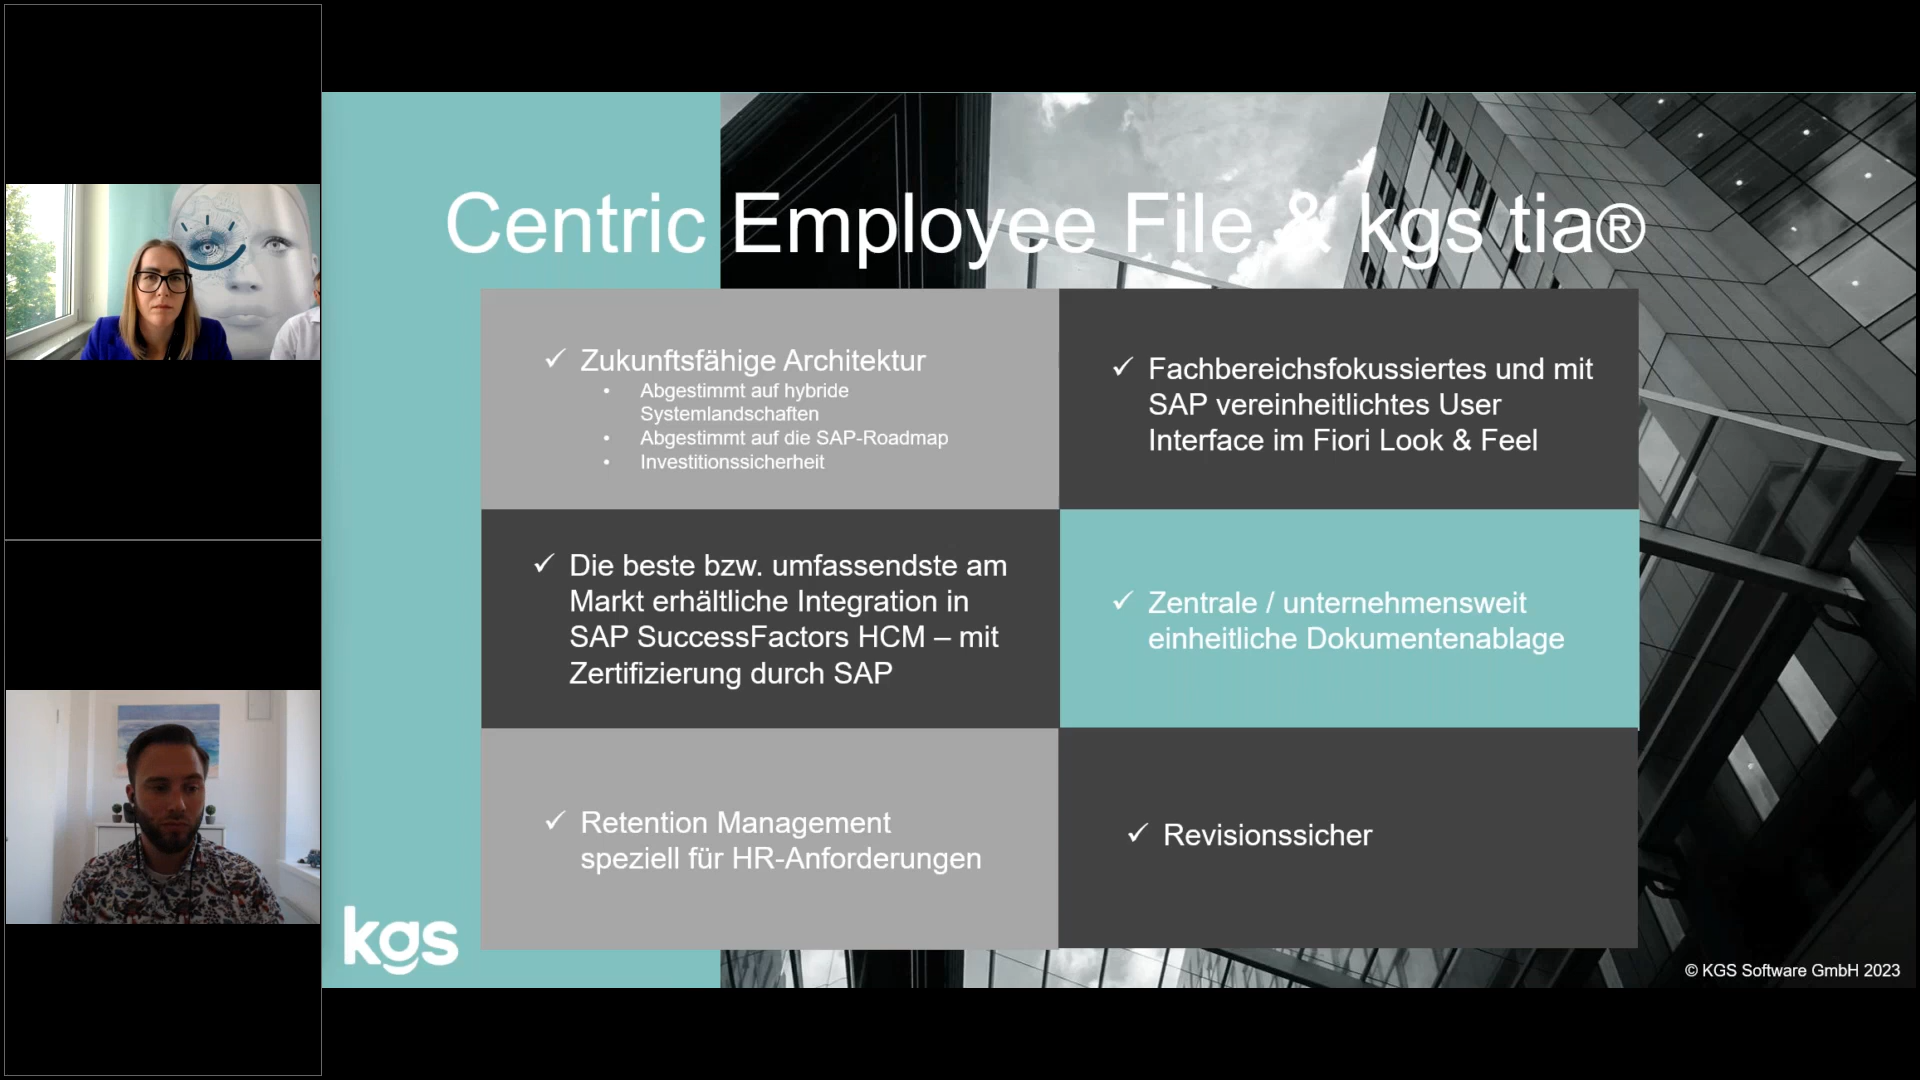 Centric Employee File & kgs tia®
✓ Zukunftsfähige Architektur
• Abgestimmt auf hybride
Systemlandschaften
• Abgestimmt auf die SAP-Roadmap
• Investitionssicherheit
✓ Fachbereichsfokussiertes und mit
SAP vereinheitlichtes User
Interface im Fiori Look & Feel
✓ Die beste bzw. umfassendste am
Markt erhältliche Integration in
SAP SuccessFactors HCM – mit
Zertifizierung durch SAP
✓ Zentrale / unternehmensweit
einheitliche Dokumentenablage
✓ Retention Management
speziell für HR-Anforderungen
✓ Revisionssicher
kgs
© KGS Software GmbH 2023